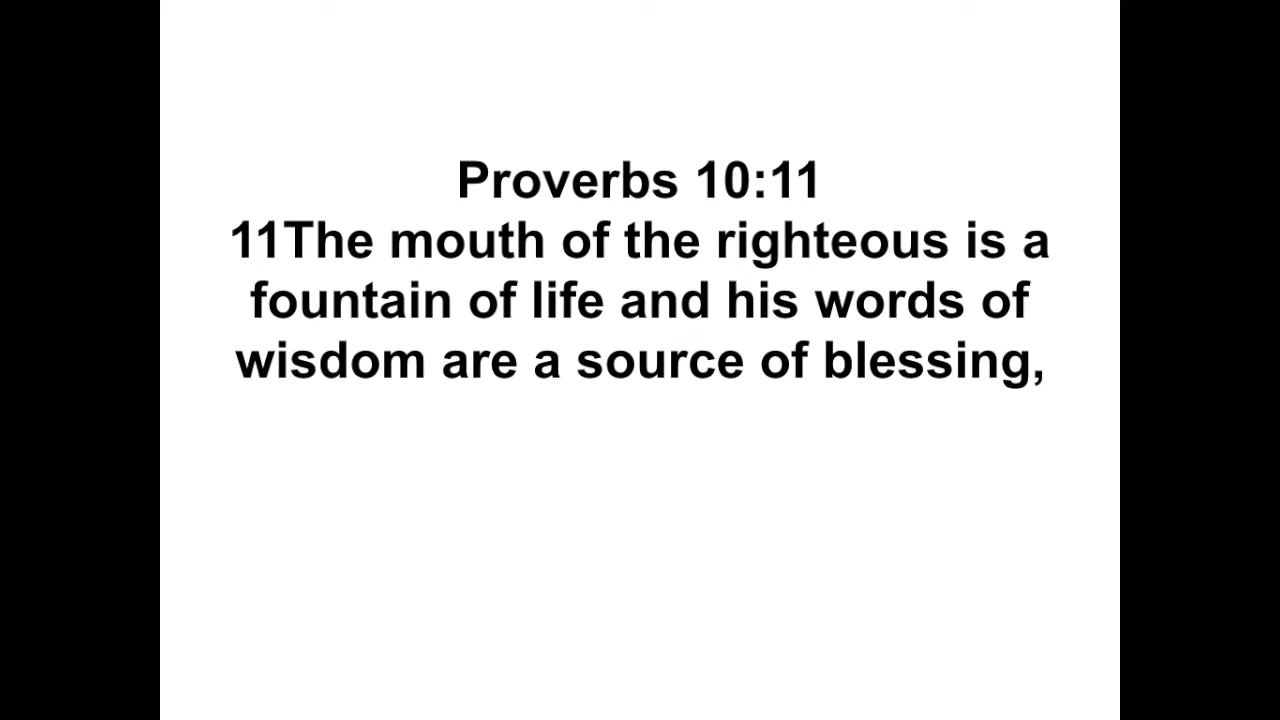 Proverbs 10:11
11The mouth of the righteous is a
fountain of life and his words of
wisdom are a source of blessing,